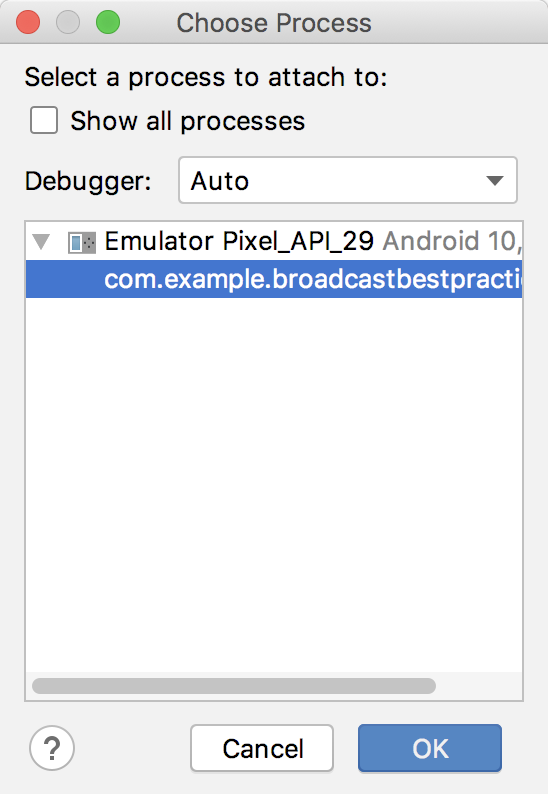 Choose Process
Select a process to attach to:
Show all processes
Debugger: Auto
Emulator Pixel_API_29 Android 10,
com.example.broadcastbestpracti
? Cancel OK